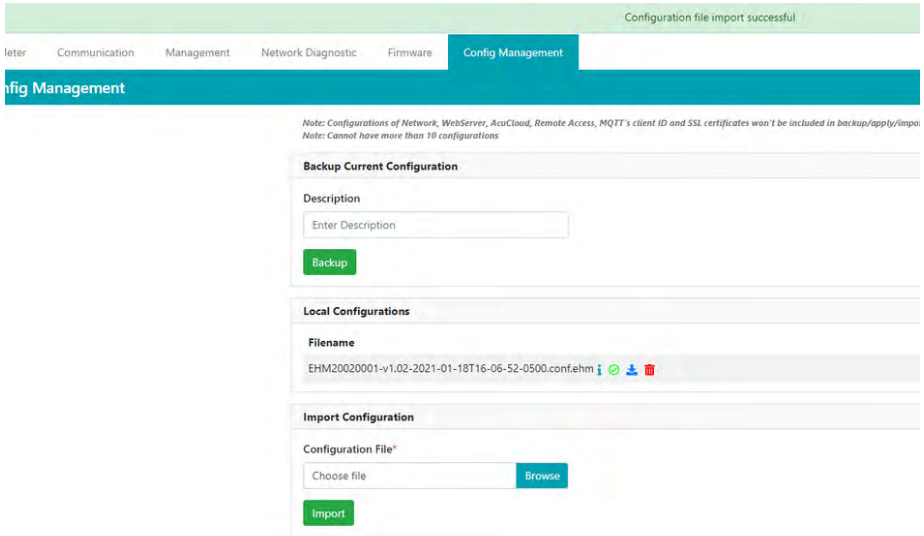 Configuration file import successful
leter Communication Management Network Diagnostic Firmware Config Management
nfig Management
Note: Configurations of Network, WebServer, AcuCloud, Remote Access, MQTT's client ID and SSL certificates won't be included in backup/apply/impo
Note: Cannot have more than 10 configurations
Backup Current Configuration
Description
Enter Description
Backup
Local Configurations
Filename
EHM20020001-v1.02-2021-01-18T16-06-52-0500.conf.ehm
Import Configuration
Configuration File*
Choose file Browse
Import